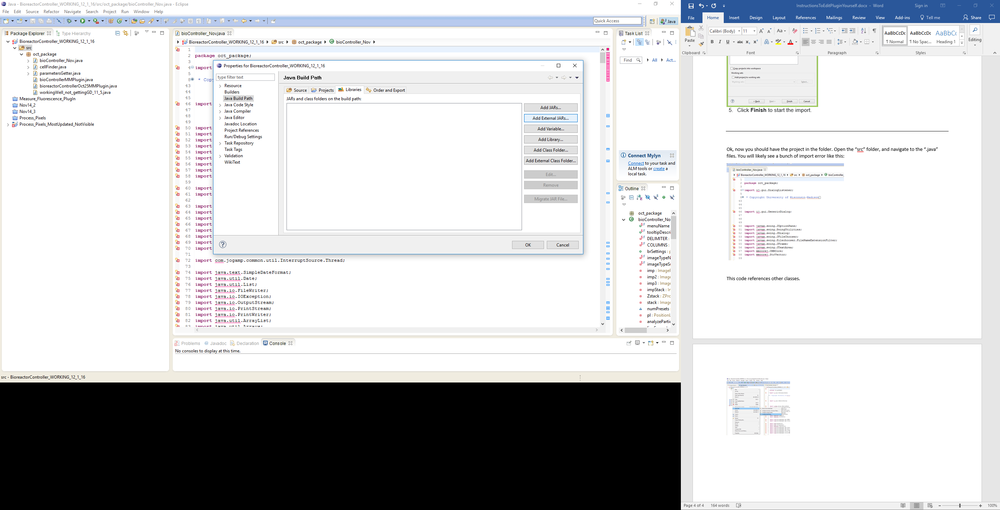 Java - BioreactorController_WORKING_12_1_16/src/oct_package/bioController_Nov.java - Eclipse
File Edit Source Refactor Navigate Search Project Run Window Help
Quick Access
Java
Package Explorer
Type Hierarchy
BioreactorController_WORKING_12_1_16
src
oct_package
bioController_Nov.java
cellFinder.java
parametersGetter.java
bioControllerMMPlugin.java
bioreactorControllerOct25MMPlugin.java
workingWell_not_gettingGD_11_5.java
Measure_Fluorescence_PlugIn
Nov14_2
Nov14_3
Process_Pixels
Process_Pixels_MostUpdated_NotVisible
bioController_Nov.java
BioreactorController_WORKING_12_1_16 src oct_package bioController_Nov
1
2 package oct_package;
3
4 import
5
8 * Copy
43
44
45
46 import
47
48
49
50 import
51 import
52 import
53 import
54 import
55 import
56 import
57 import
58 import
59
60 import
61 import
62
63 import
64 import
65 import
66 import
67 import
68 import
69 import
70 import
71
72 import com.jogamp.common.util.InterruptSource.Thread;
73
74 import java.text.SimpleDateFormat;
75 import java.util.Date;
76 import java.util.List;
77 import java.io.FileWriter;
78 import java.io.IOException;
79 import java.io.OutputStream;
80 import java.io.PrintStream;
81 import java.io.PrintWriter;
82 import java.util.ArrayList;
83 import java.util.Arrays;
Properties for BioreactorController_WORKING_12_1_16
type filter text
Resource
Builders
Java Build Path
Java Code Style
Java Compiler
Java Editor
Javadoc Location
Project References
Run/Debug Settings
Task Repository
Task Tags
Validation
WikiText
Java Build Path
Source Projects Libraries Order and Export
JARs and class folders on the build path:
Add JARs...
Add External JARs...
Add Variable...
Add Library...
Add Class Folder...
Add External Class Folder...
Edit...
Remove
Migrate JAR File...
OK Cancel
Task List
Find All Act...
Connect Mylyn
Connect to your task and
ALM tools or create a
local task.
Outline
oct_package
bioController_No
menuName
tooltipDescri
DELIMITER :
COLUMNS :
brSettings : p
imageTypeN
imageTypeSu
imp : ImageP
imp2 : Image
imp3 : Image
impStack : Im
Zstack : ZPro
stack : Image
numPresets
pl : PositionL
analyzePartic
Problems Javadoc Declaration Console
No consoles to display at this time.
src - BioreactorController_WORKING_12_1_16
InstructionsToEditPluginYourself.docx - Word
Sign in
File Home Insert Design Layout References Mailings Review View Add-ins Tell me Share
Paste
Calibri (Body) 11
AaBbCcDc AaBbCcDc AaBbCc
¶ Normal ¶ No Spac... Heading 1
Editing
Clipboard Font Paragraph Styles
Copy projects into workspace
Working sets
Add project to working sets
Working sets: Select...
< Back Next > Finish Cancel
5. Click Finish to start the import.
Ok, now you should have the project in the folder. Open the “src” folder, and navigate to the “.java”
files. You will likely see a bunch of import error like this:
bioController_Nov.java
BioreactorController_WORKING_12_1_16 src oct_package bioController_
1
2 package oct_package;
3
4 import ij.gui.DialogListener;
5
8 * Copyright University of Wisconsin-Madison
43
44
45
46 import ij.gui.GenericDialog;
47
48
49
50 import javax.swing.JOptionPane;
51 import javax.swing.SwingUtilities;
52 import javax.swing.JDialog;
53 import javax.swing.JFileChooser;
54 import javax.swing.filechooser.FileNameExtensionFilter;
55 import javax.swing.JFrame;
56 import javax.swing.JTextArea;
57 import mmcorej.CMMCore;
58 import mmcorej.StrVector;
59
This code references other classes.
Page 4 of 4 164 words
100%